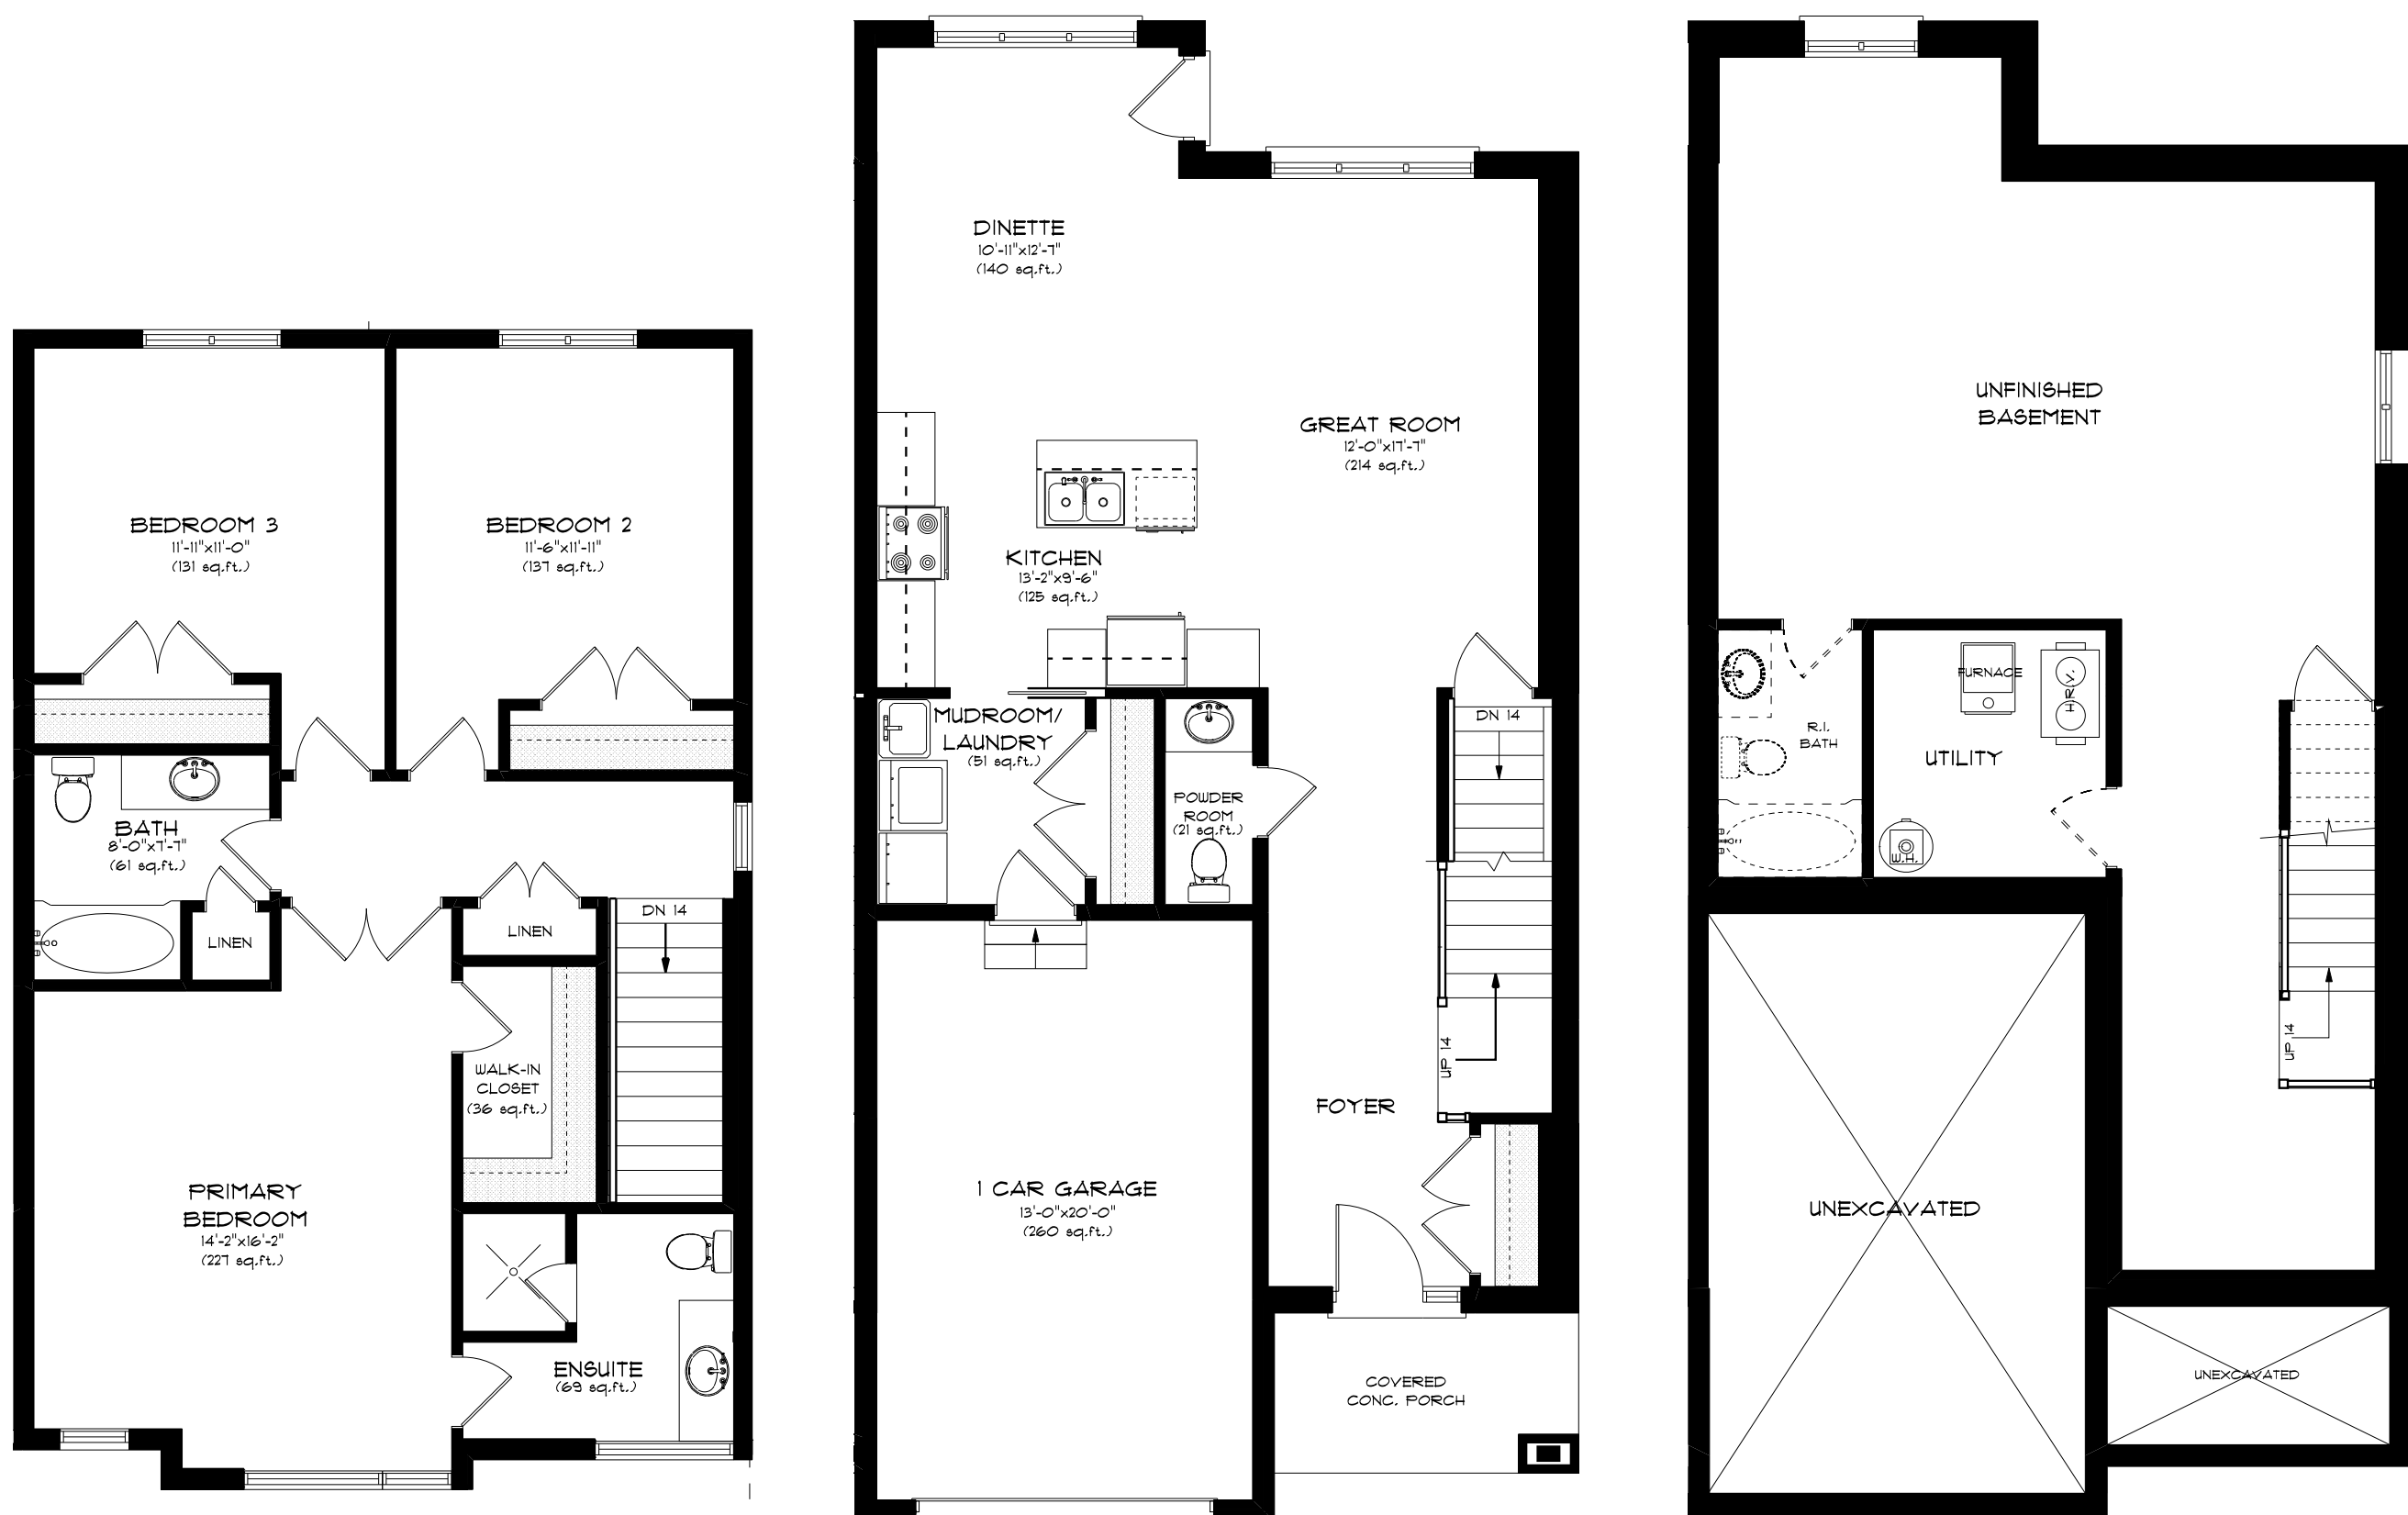 BEDROOM 3
11'-11"x11'-0"
(131 sq.ft.)
BEDROOM 2
11'-6"x11'-11"
(137 sq.ft.)
BATH
8'-0"x7'-7"
(61 sq.ft.)
LINEN
LINEN
DN 14
WALK-IN
CLOSET
(36 sq.ft.)
PRIMARY
BEDROOM
14'-2"x16'-2"
(227 sq.ft.)
ENSUITE
(69 sq.ft.)
DINETTE
10'-11"x12'-7"
(140 sq.ft.)
GREAT ROOM
12'-0"x17'-7"
(214 sq.ft.)
KITCHEN
13'-2"x9'-6"
(125 sq.ft.)
MUDROOM/
LAUNDRY
(51 sq.ft.)
POWDER
ROOM
(21 sq.ft.)
DN 14
UP 14
FOYER
1 CAR GARAGE
13'-0"x20'-0"
(260 sq.ft.)
COVERED
CONC. PORCH
UNFINISHED
BASEMENT
FURNACE
H.R.V.
R.I.
BATH
UTILITY
W.H.
UP 14
UNEXCAVATED
UNEXCAVATED